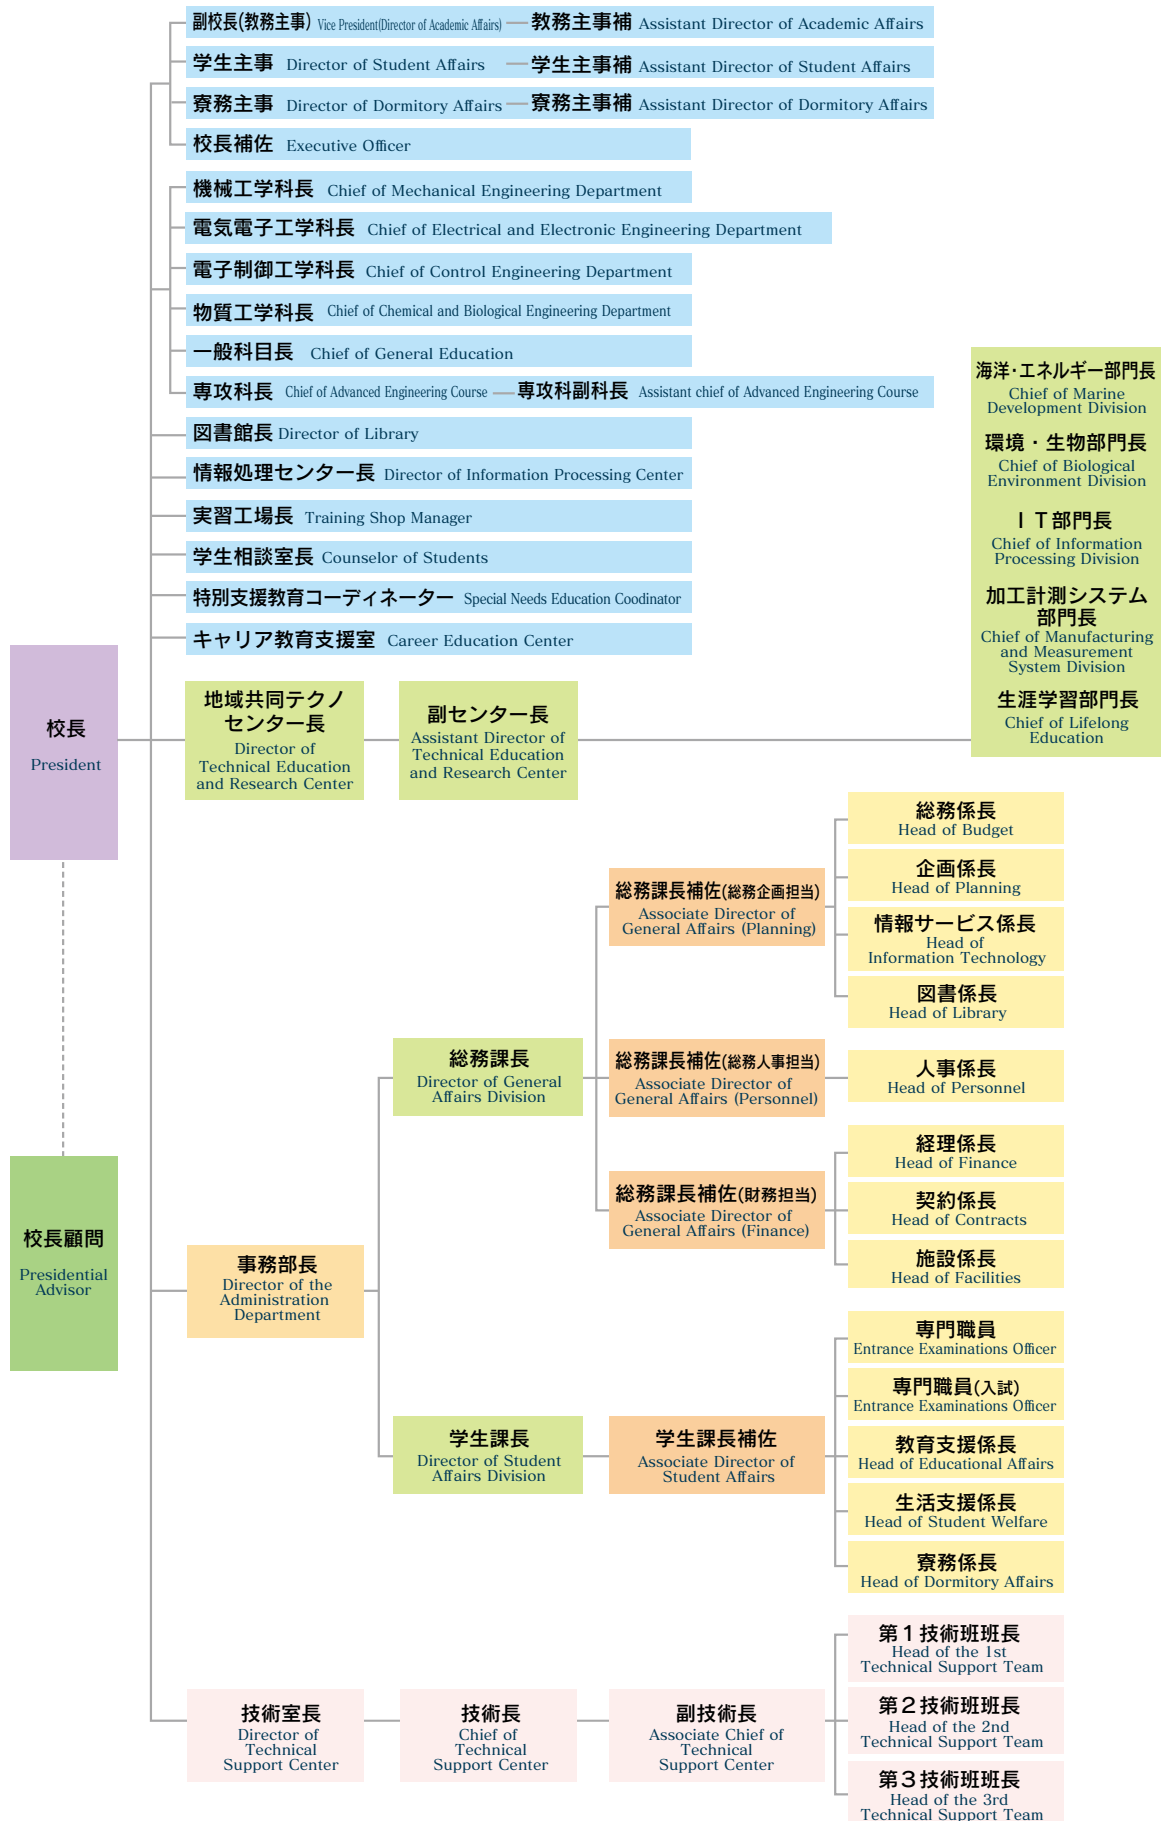 副校長(教務主事) Vice President(Director of Academic Affairs) 教務主事補 Assistant Director of Academic Affairs
学生主事 Director of Student Affairs 学生主事補 Assistant Director of Student Affairs
寮務主事 Director of Dormitory Affairs 寮務主事補 Assistant Director of Dormitory Affairs
校長補佐 Executive Officer
機械工学科長 Chief of Mechanical Engineering Department
電気電子工学科長 Chief of Electrical and Electronic Engineering Department
電子制御工学科長 Chief of Control Engineering Department
物質工学科長 Chief of Chemical and Biological Engineering Department
一般科目長 Chief of General Education
専攻科長 Chief of Advanced Engineering Course 専攻科副科長 Assistant chief of Advanced Engineering Course
図書館長 Director of Library
情報処理センター長 Director of Information Processing Center
実習工場長 Training Shop Manager
学生相談室長 Counselor of Students
特別支援教育コーディネーター Special Needs Education Coodinator
キャリア教育支援室 Career Education Center
校長
President
校長顧問
Presidential
Advisor
地域共同テクノ
センター長
Director of
Technical Education
and Research Center
副センター長
Assistant Director of
Technical Education
and Research Center
海洋・エネルギー部門長
Chief of Marine
Development Division
環境・生物部門長
Chief of Biological
Environment Division
ＩＴ部門長
Chief of Information
Processing Division
加工計測システム
部門長
Chief of Manufacturing
and Measurement
System Division
生涯学習部門長
Chief of Lifelong
Education
事務部長
Director of the
Administration
Department
総務課長
Director of General
Affairs Division
総務課長補佐(総務企画担当)
Associate Director of
General Affairs (Planning)
総務係長
Head of Budget
企画係長
Head of Planning
情報サービス係長
Head of
Information Technology
図書係長
Head of Library
総務課長補佐(総務人事担当)
Associate Director of
General Affairs (Personnel)
人事係長
Head of Personnel
総務課長補佐(財務担当)
Associate Director of
General Affairs (Finance)
経理係長
Head of Finance
契約係長
Head of Contracts
施設係長
Head of Facilities
学生課長
Director of Student
Affairs Division
学生課長補佐
Associate Director of
Student Affairs
専門職員
Entrance Examinations Officer
専門職員(入試)
Entrance Examinations Officer
教育支援係長
Head of Educational Affairs
生活支援係長
Head of Student Welfare
寮務係長
Head of Dormitory Affairs
技術室長
Director of
Technical
Support Center
技術長
Chief of
Technical
Support Center
副技術長
Associate Chief of
Technical
Support Center
第１技術班班長
Head of the 1st
Technical Support Team
第２技術班班長
Head of the 2nd
Technical Support Team
第３技術班班長
Head of the 3rd
Technical Support Team